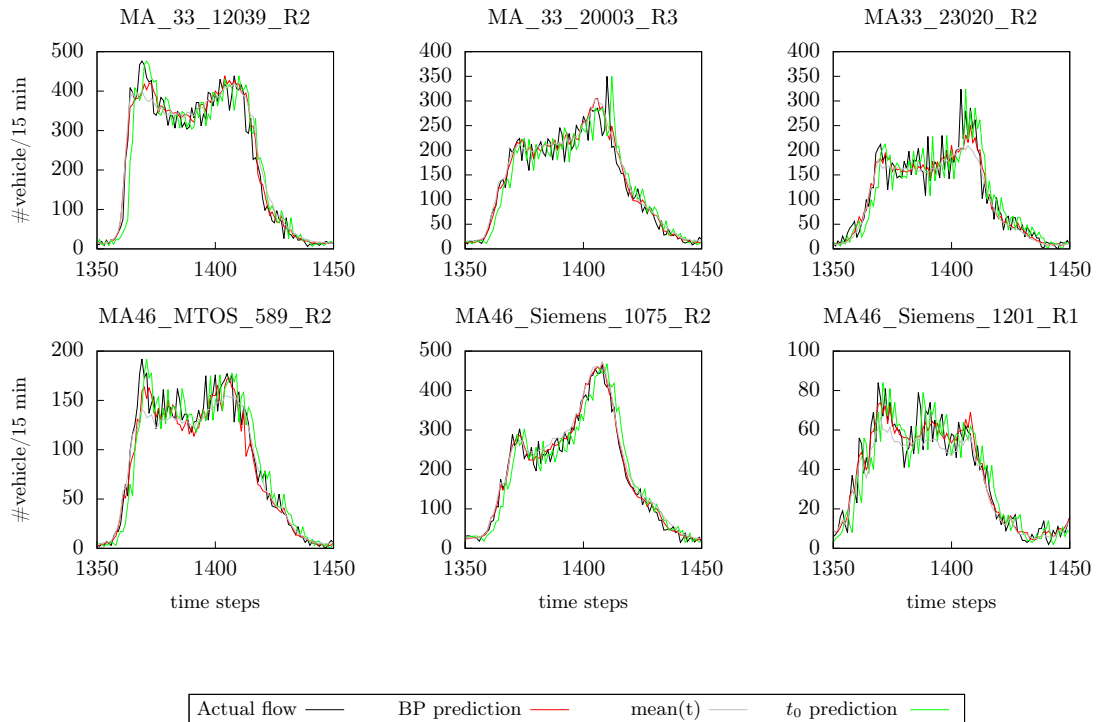 MA_33_12039_R2
MA_33_20003_R3
MA33_23020_R2
#vehicle/15 min
500
400
300
200
100
0
1350 1400 1450
400
350
300
250
200
150
100
50
0
1350 1400 1450
400
350
300
250
200
150
100
50
0
1350 1400 1450
MA46_MTOS_589_R2
MA46_Siemens_1075_R2
MA46_Siemens_1201_R1
#vehicle/15 min
200
150
100
50
0
1350 1400 1450
time steps
500
400
300
200
100
0
1350 1400 1450
time steps
100
80
60
40
20
0
1350 1400 1450
time steps
Actual flow BP prediction mean(t) t₀ prediction